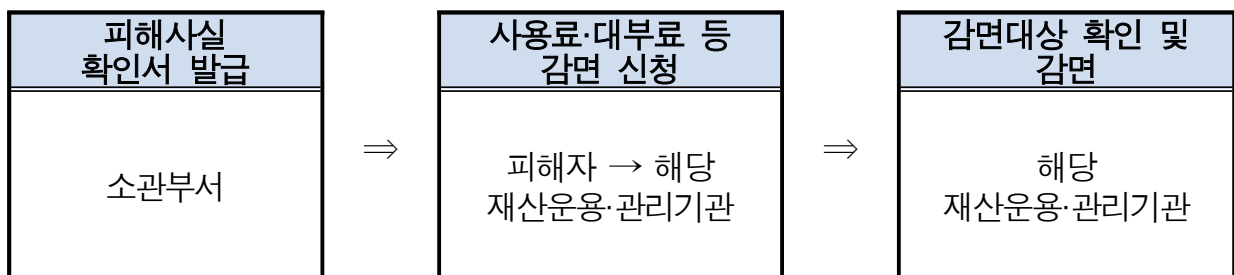 피해사실
확인서 발급
소관부서
⇒
사용료·대부료 등
감면 신청
피해자 → 해당
재산운용·관리기관
⇒
감면대상 확인 및
감면
해당
재산운용·관리기관